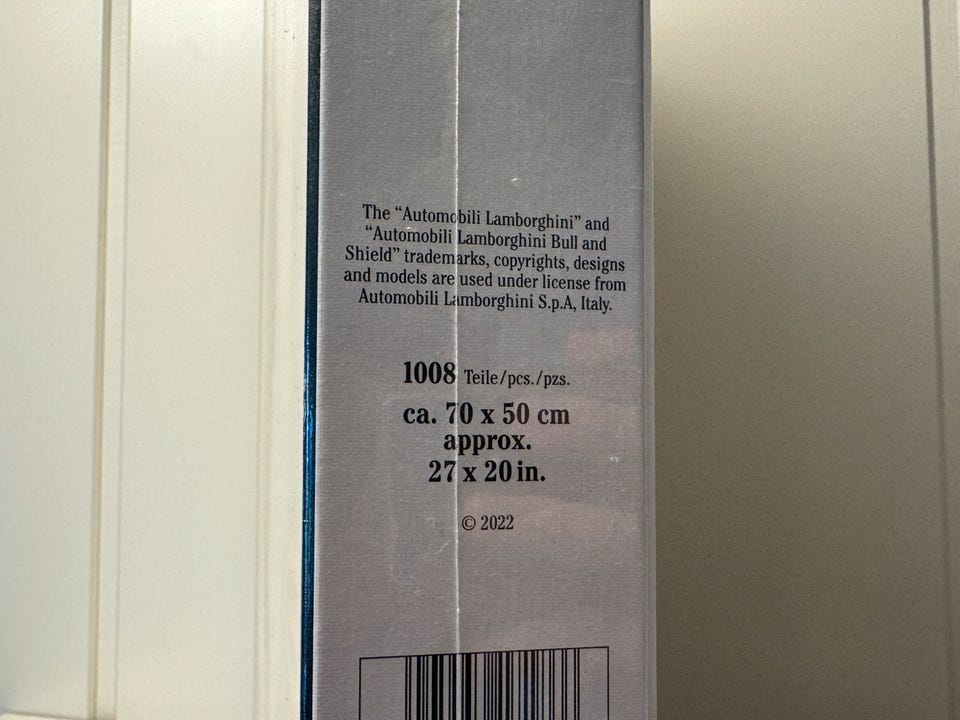 The “Automobili Lamborghini” and
“Automobili Lamborghini Bull and
Shield” trademarks, copyrights, designs
and models are used under license from
Automobili Lamborghini S.p.A, Italy.
1008 Teile/pcs./pzs.
ca. 70 x 50 cm
approx.
27 x 20 in.
© 2022